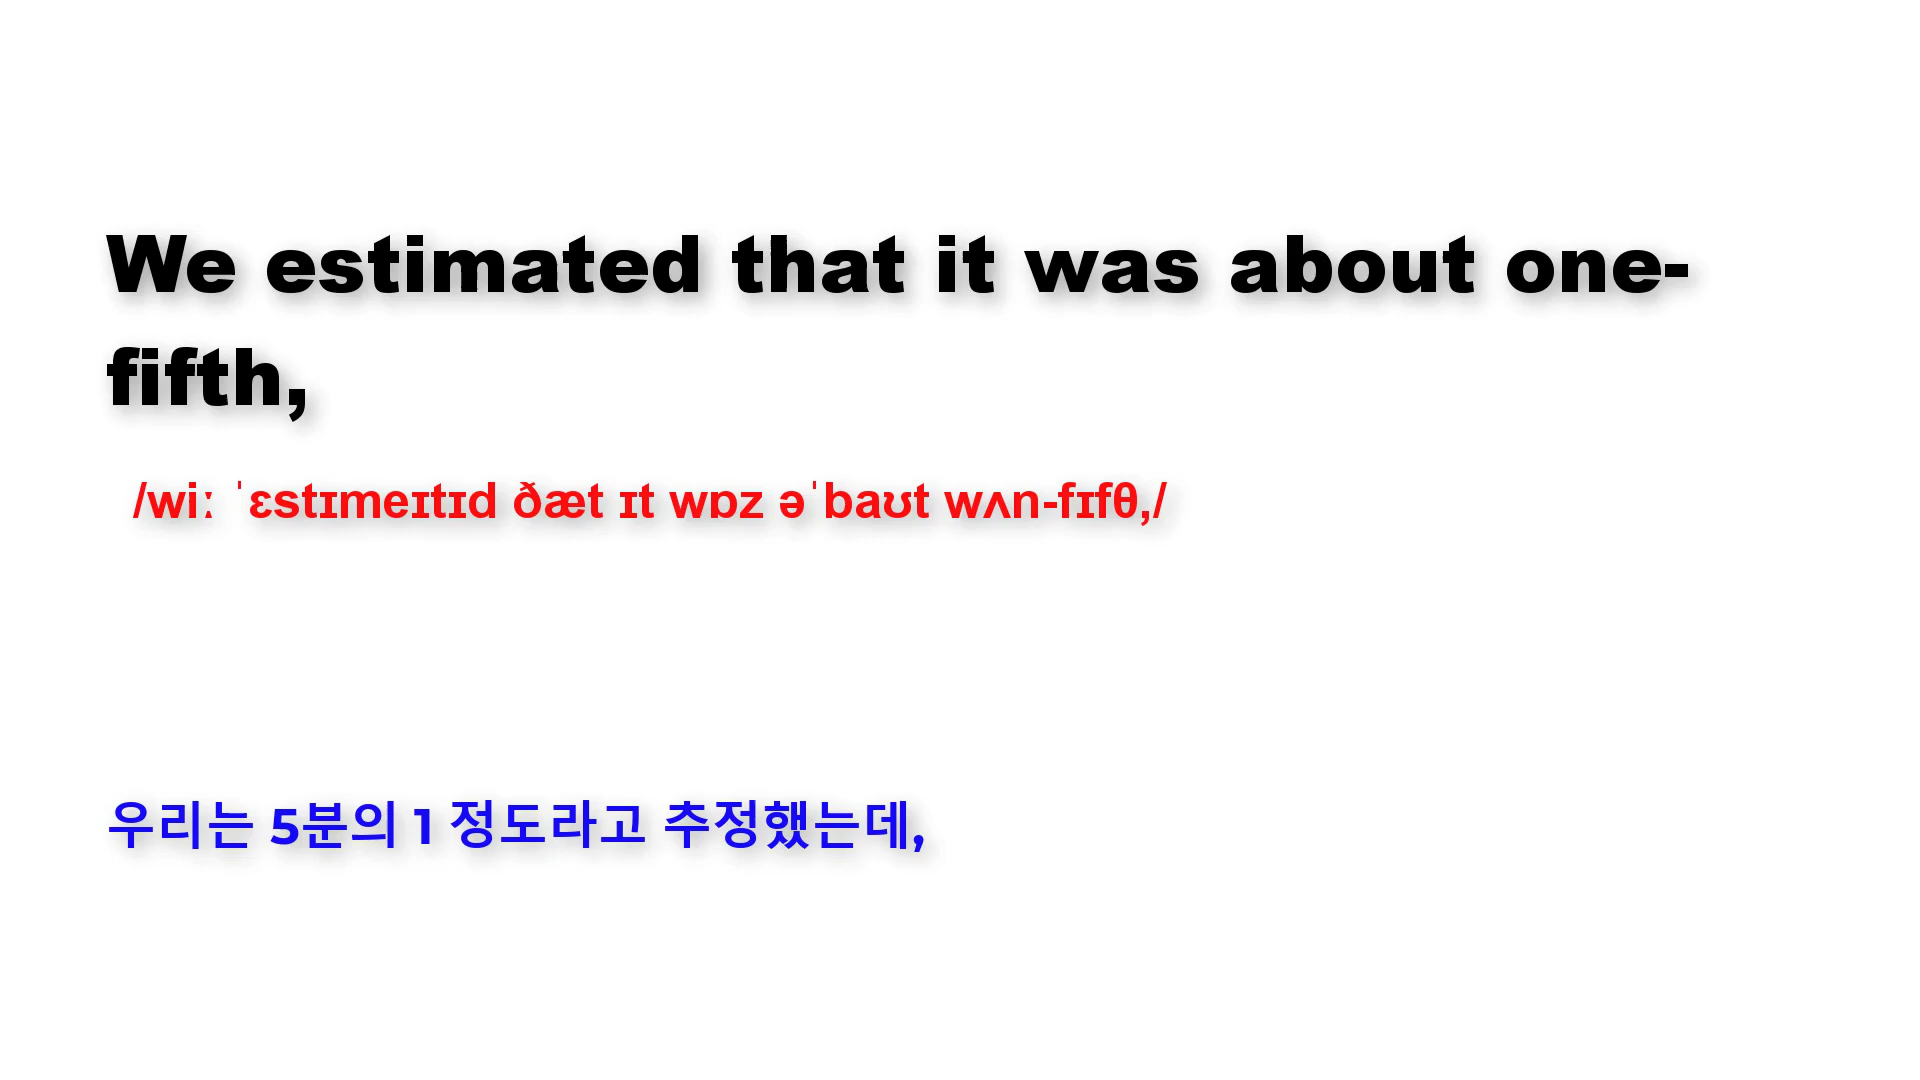 We estimated that it was about one-
fifth,
/wiː ˈɛstɪmeɪtɪd ðæt ɪt wɒz əˈbaʊt wʌn-fɪfθ,/
우리는 5분의 1 정도라고 추정했는데,